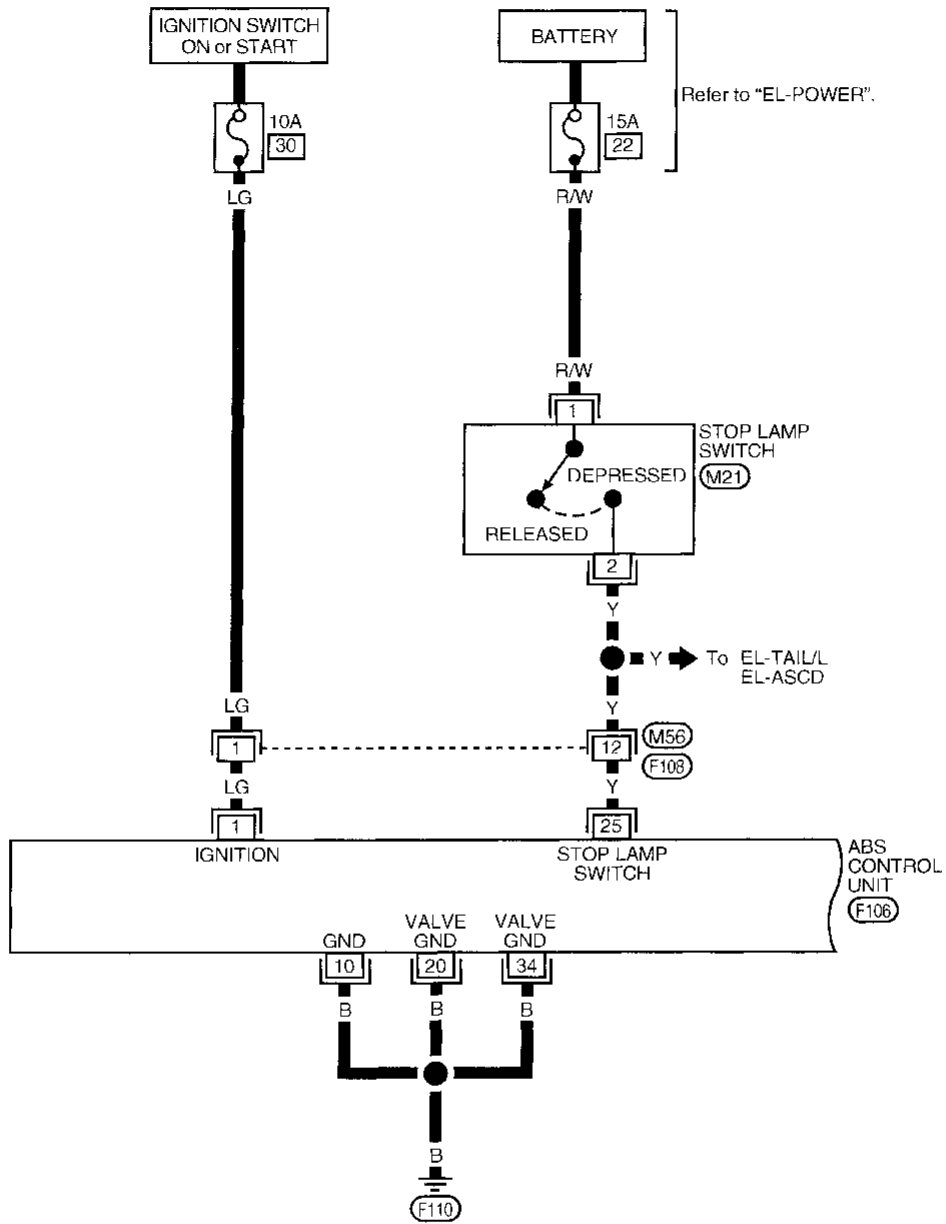 IGNITION SWITCH
ON or START
BATTERY
Refer to "EL-POWER".
10A
30
15A
22
LG
R/W
R/W
1
STOP LAMP
SWITCH
M21
DEPRESSED
RELEASED
2
Y
Y
To EL-TAIL/L
EL-ASCD
LG
Y
1
12
M56
F108
LG
Y
1
25
IGNITION
STOP LAMP
SWITCH
ABS
CONTROL
UNIT
F106
GND
VALVE
GND
VALVE
GND
10
20
34
B
B
B
B
F110